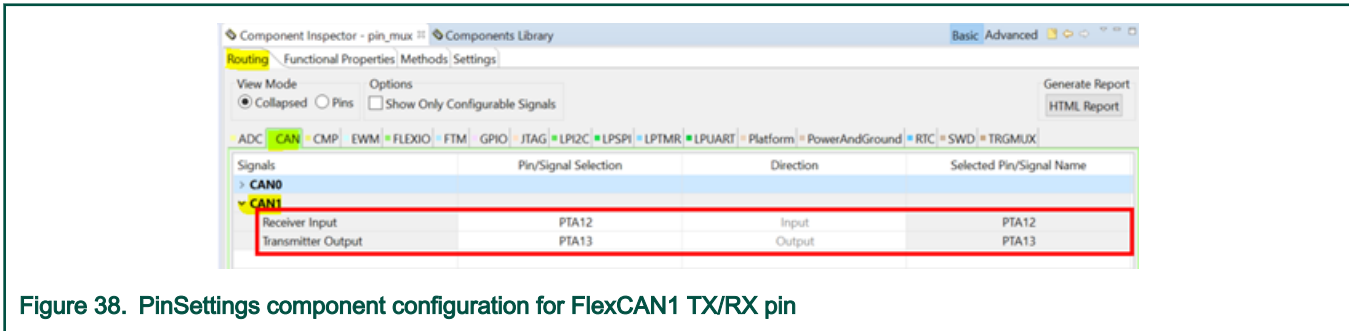 Component Inspector - pin_mux Components Library Basic Advanced
Routing Functional Properties Methods Settings
View Mode Options Generate Report
Collapsed Pins Show Only Configurable Signals HTML Report
ADC CAN CMP EWM FLEXIO FTM GPIO JTAG LPI2C LPSPI LPTMR LPUART Platform PowerAndGround RTC SWD TRGMUX
Signals Pin/Signal Selection Direction Selected Pin/Signal Name
> CAN0
CAN1
Receiver Input PTA12 Input PTA12
Transmitter Output PTA13 Output PTA13
Figure 38. PinSettings component configuration for FlexCAN1 TX/RX pin